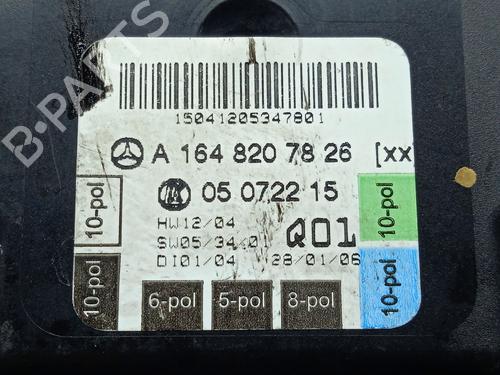 15041205347801
A 164 820 78 26 [xx]
05 0722 15
HW12/04
SW05/34/01
DI01/04 28/01/06
Q01
10-pol
10-pol
10-pol
10-pol
6-pol
5-pol
8-pol
B-PARTS